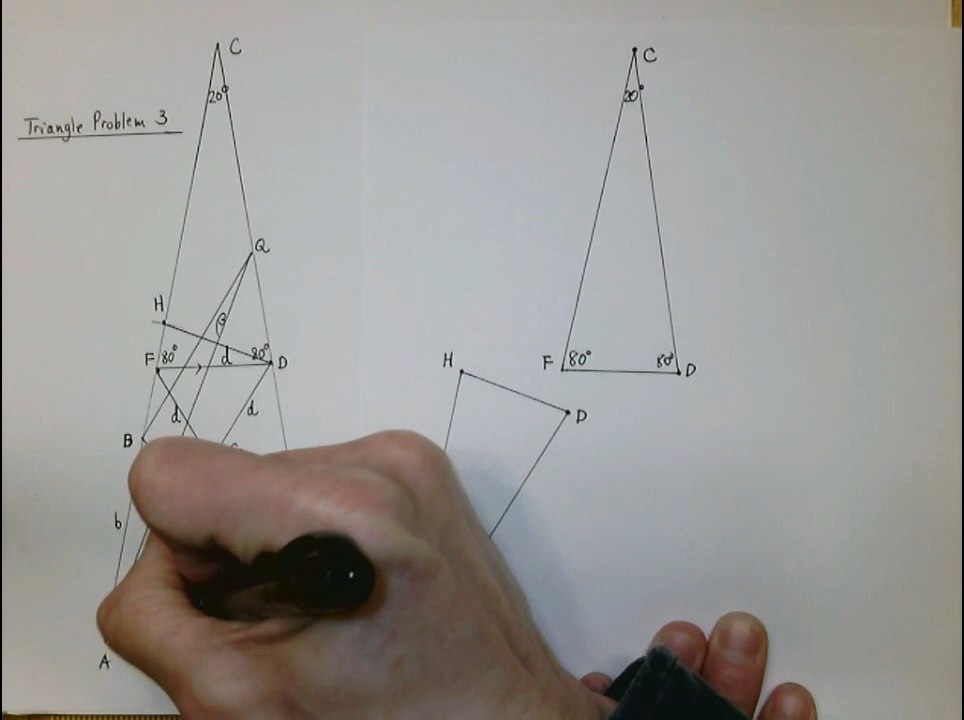 C
20°
Triangle Problem 3
Q
H
β
F 80° d 80° D
d d
B
b
A
C
20°
F 80° 80° D
H
D